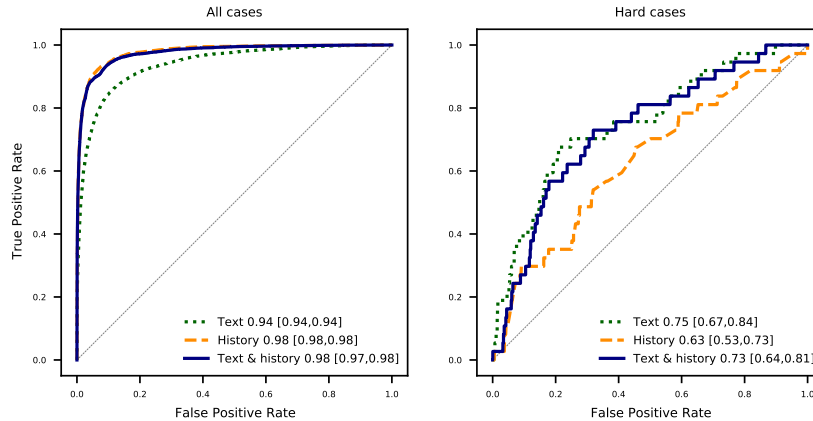 All cases
Hard cases
True Positive Rate
1.0
0.8
0.6
0.4
0.2
0.0
Text 0.94 [0.94,0.94]
History 0.98 [0.98,0.98]
Text & history 0.98 [0.97,0.98]
0.0 0.2 0.4 0.6 0.8 1.0
False Positive Rate
1.0
0.8
0.6
0.4
0.2
0.0
Text 0.75 [0.67,0.84]
History 0.63 [0.53,0.73]
Text & history 0.73 [0.64,0.81]
0.0 0.2 0.4 0.6 0.8 1.0
False Positive Rate